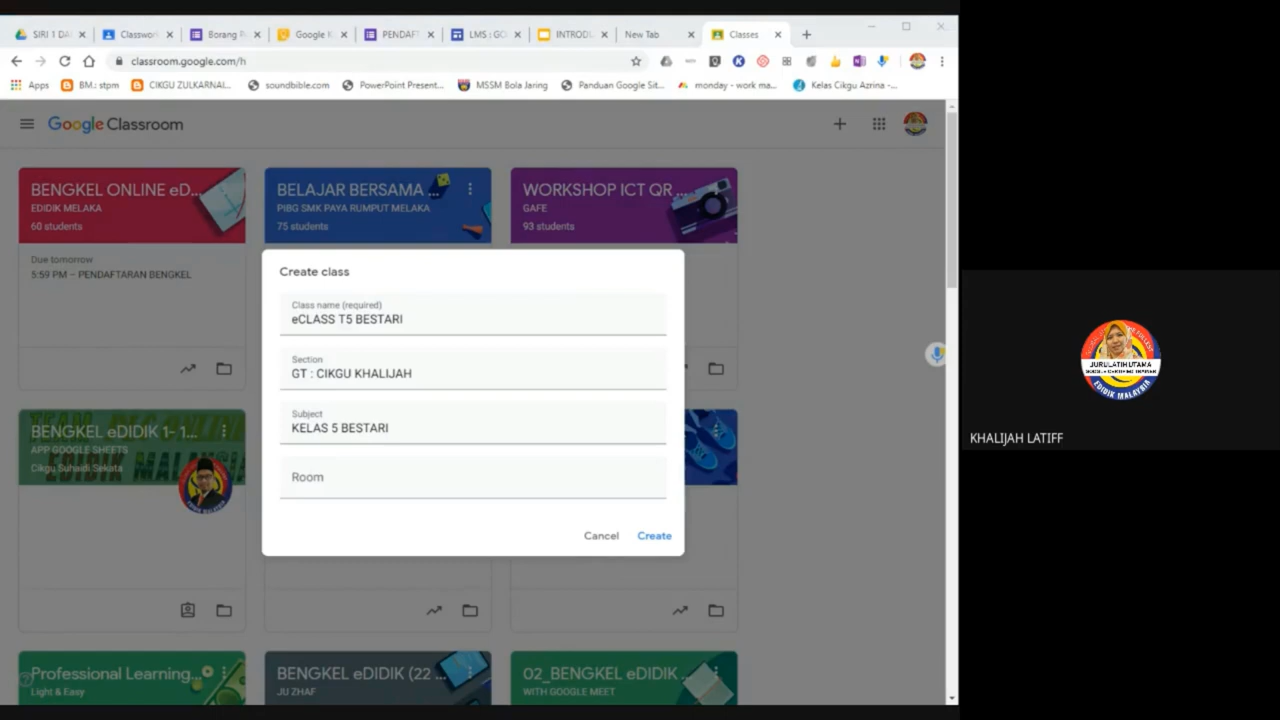 SIRI 1 DA
Classwor
Borang P
Google K
PENDAFT
LMS : GO
INTRODU
New Tab
Classes
classroom.google.com/h
Apps
BM.: stpm
CIKGU ZULKARNAI...
soundbible.com
PowerPoint Present...
MSSM Bola Jaring
Panduan Google Sit...
monday - work ma...
Kelas Cikgu Azrina -...
Google Classroom
BENGKEL ONLINE eD...
EDIDIK MELAKA
60 students
Due tomorrow
5:59 PM – PENDAFTARAN BENGKEL
BELAJAR BERSAMA ...
PIBG SMK PAYA RUMPUT MELAKA
75 students
WORKSHOP ICT QR ...
GAFE
93 students
Create class
Class name (required)
eCLASS T5 BESTARI
Section
GT : CIKGU KHALIJAH
Subject
KELAS 5 BESTARI
Room
Cancel
Create
BENGKEL eDIDIK 1- 1...
APP GOOGLE SHEETS
Cikgu Suhaidi Sekata
Professional Learning...
Light & Easy
BENGKEL eDIDIK (22 ...
JU ZHAF
02_BENGKEL eDIDIK ...
WITH GOOGLE MEET
JURULATIH UTAMA
GOOGLE CERTIFIED TRAINER
EDIDIK MALAYSIA
KHALIJAH LATIFF